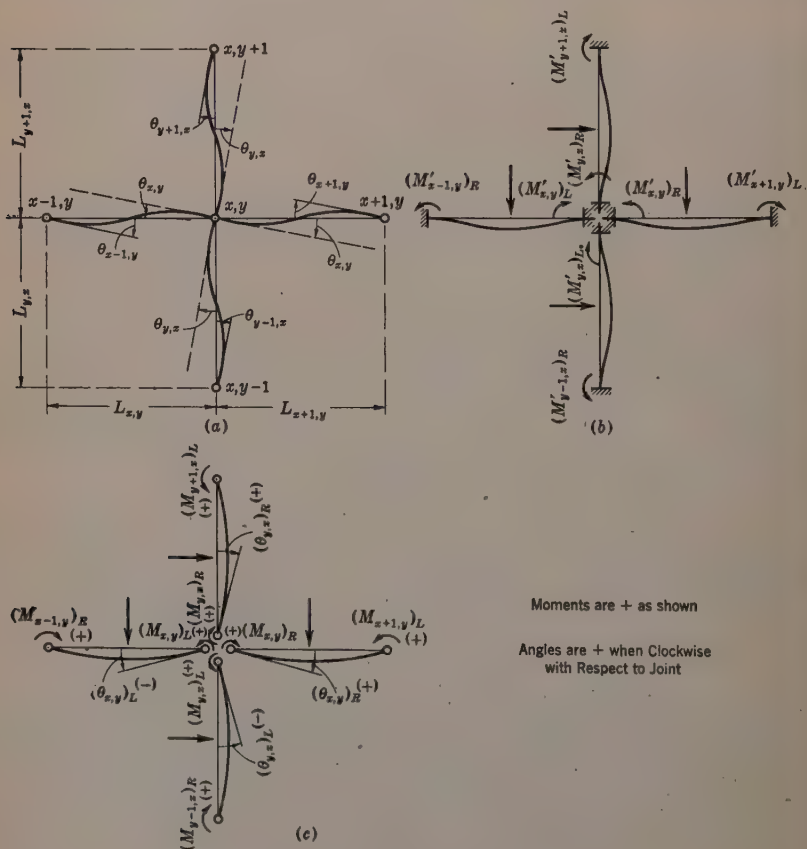 x,y+1
L_{y+1,x}
θ_{y+1,x}
θ_{y,x}
θ_{x,y}
θ_{x+1,y}
x-1,y
x,y
x+1,y
θ_{x-1,y}
θ_{x,y}
L_{y,x}
θ_{y,x}
θ_{y-1,x}
x,y-1
L_{x,y}
L_{x+1,y}
(a)
(M'_{y+1,x})_L
(M'_{x-1,y})_R
(M'_{x,y})_L
(M'_{y,x})_R
(M'_{x,y})_R
(M'_{x+1,y})_L
(M'_{y,x})_L
(M'_{y-1,x})_R
(b)
(M_{y+1,x})_L
(+)
(θ_{y,x})_R(+)
(M_{y,x})_R
(+)
(M_{x-1,y})_R
(+)
(M_{x,y})_L(+)
(+)(M_{x,y})_R
(M_{x+1,y})_L
(+)
(θ_{x,y})_L(-)
(M_{y,x})_L(+)
(θ_{x,y})_R(+)
(θ_{y,x})_L(-)
(M_{y-1,x})_R
(+)
(c)
Moments are + as shown
Angles are + when Clockwise
with Respect to Joint